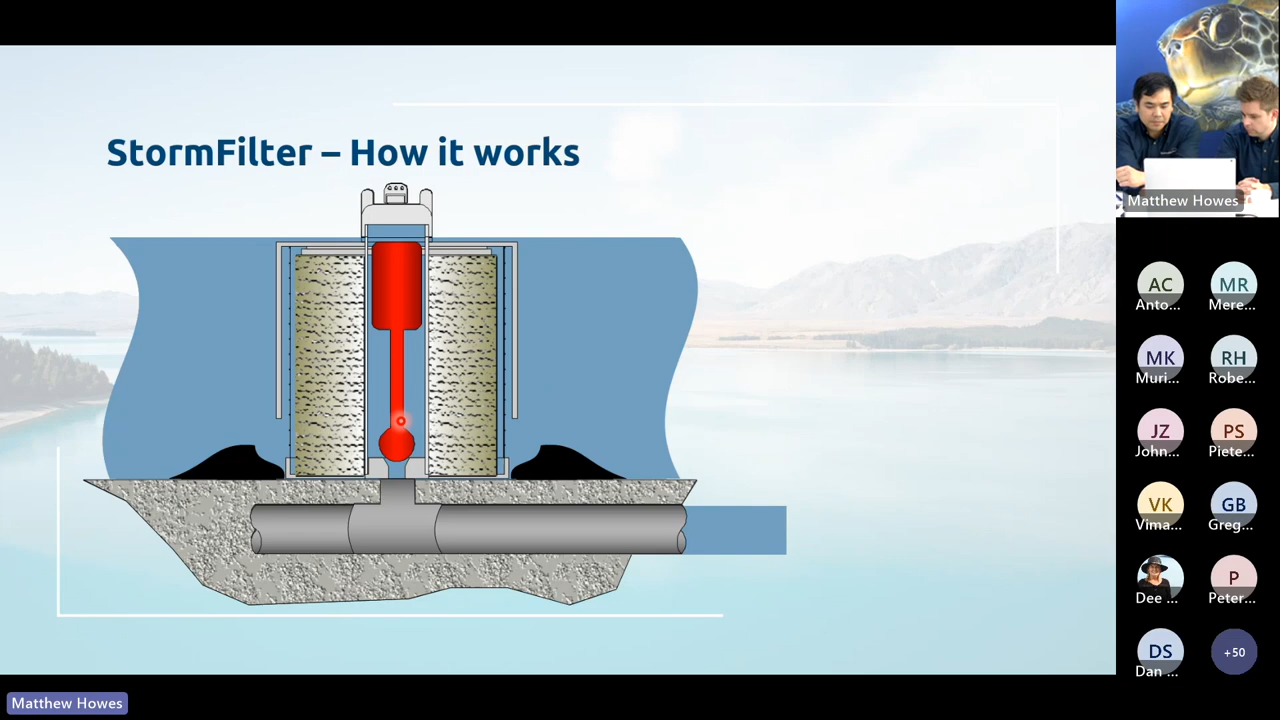 StormFilter – How it works
Matthew Howes
AC
Anto...
MR
Mere...
MK
Muri...
RH
Robe...
JZ
John...
PS
Piete...
VK
Vima...
GB
Greg...
Dee ...
P
Peter...
DS
Dan ...
+50
Matthew Howes